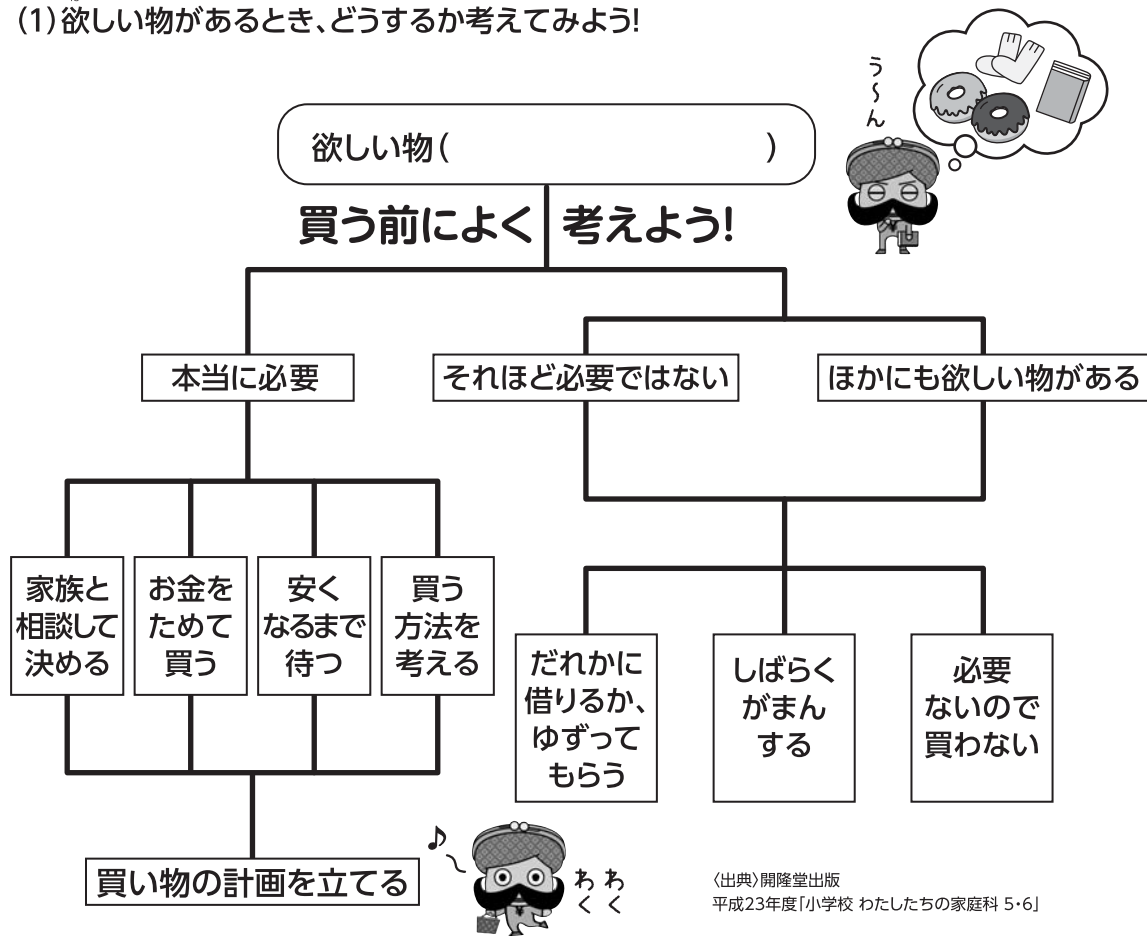 (1)欲しい物があるとき、どうするか考えてみよう!
う〜ん
欲しい物(　　　　　　　　　　)
買う前によく考えよう!
本当に必要
それほど必要ではない
ほかにも欲しい物がある
家族と
相談して
決める
お金を
ためて
買う
安く
なるまで
待つ
買う
方法を
考える
だれかに
借りるか、
ゆずって
もらう
しばらく
がまん
する
必要
ないので
買わない
買い物の計画を立てる
わくわく
〈出典〉開隆堂出版
平成23年度「小学校 わたしたちの家庭科 5・6」